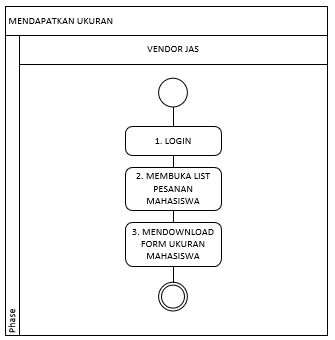 MENDAPATKAN UKURAN
VENDOR JAS
1. LOGIN
2. MEMBUKA LIST
PESANAN
MAHASISWA
3. MENDOWNLOAD
FORM UKURAN
MAHASISWA
Phase